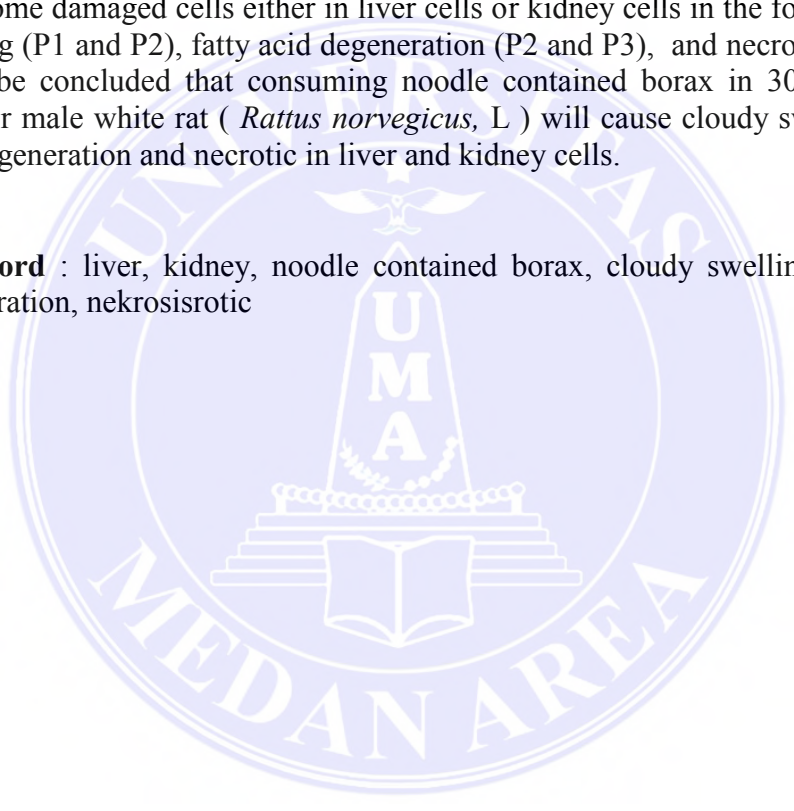 ome damaged cells either in liver cells or kidney cells in the fo
g (P1 and P2), fatty acid degeneration (P2 and P3), and necro
be concluded that consuming noodle contained borax in 30
r male white rat ( Rattus norvegicus, L ) will cause cloudy s
generation and necrotic in liver and kidney cells.
ord : liver, kidney, noodle contained borax, cloudy swellin
ration, nekrosisrotic
UNIVERSITAS
U
M
A
MEDAN AREA